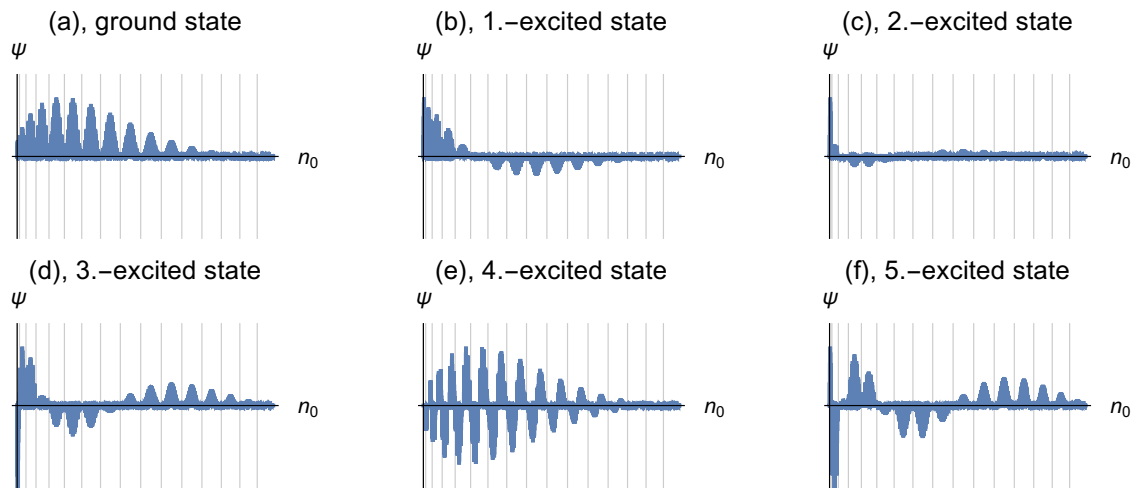 (a), ground state
(b), 1.−excited state
(c), 2.−excited state
ψ
ψ
ψ
n0
n0
n0
(d), 3.−excited state
(e), 4.−excited state
(f), 5.−excited state
ψ
ψ
ψ
n0
n0
n0